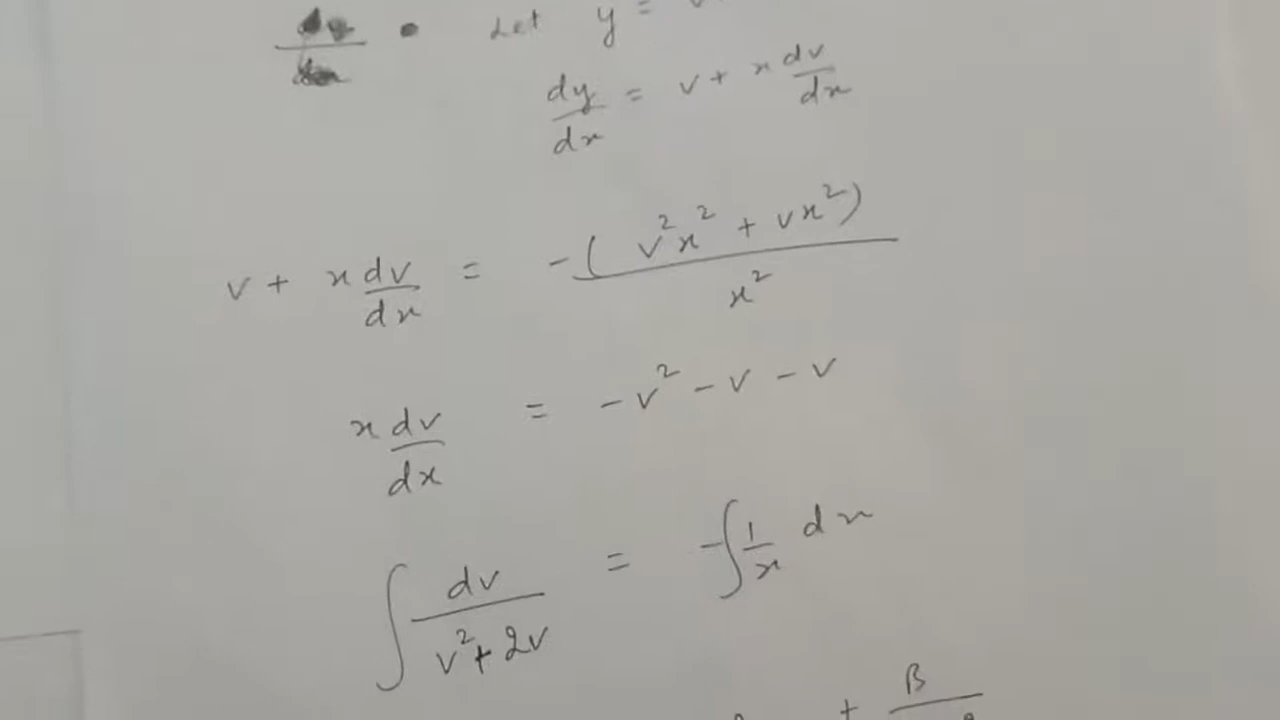 Let y =
dy/dx = v + x dv/dx
v + x dv/dx = -(v²x² + vx²)/x²
x dv/dx = -v² - v - v
∫ dv/(v² + 2v) = -∫ 1/x dx
+ B